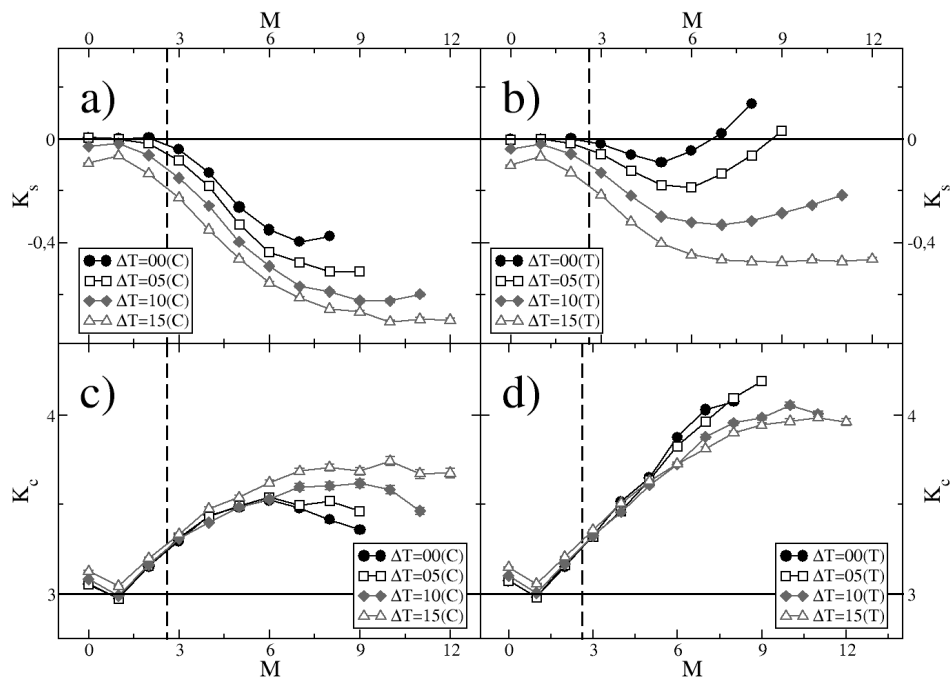 M
M
0 3 6 9 12
0 3 6 9 12
a)
b)
0
-0,4
K_s
K_s
0
-0,4
ΔT=00(C)
ΔT=05(C)
ΔT=10(C)
ΔT=15(C)
ΔT=00(T)
ΔT=05(T)
ΔT=10(T)
ΔT=15(T)
c)
d)
4
3
K_c
K_c
4
3
ΔT=00(C)
ΔT=05(C)
ΔT=10(C)
ΔT=15(C)
ΔT=00(T)
ΔT=05(T)
ΔT=10(T)
ΔT=15(T)
0 3 6 9 12
0 3 6 9 12
M
M